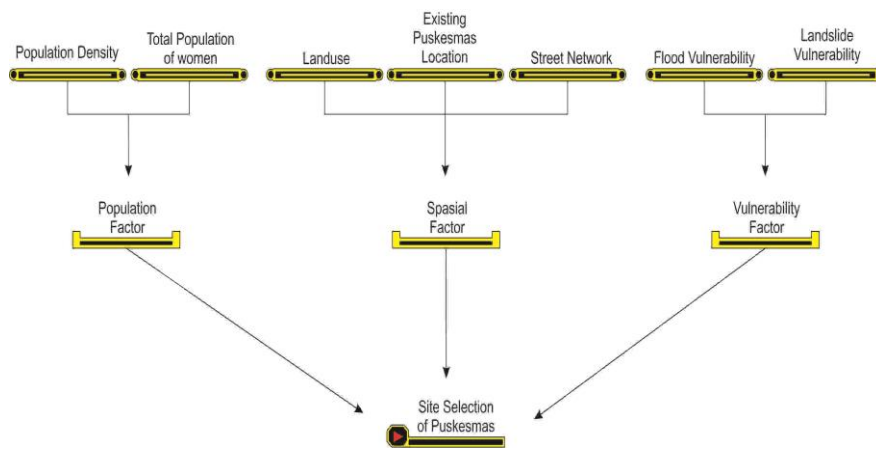 Population Density
Total Population
of women
Landuse
Existing
Puskesmas
Location
Street Network
Flood Vulnerability
Landslide
Vulnerability
Population
Factor
Spasial
Factor
Vulnerability
Factor
Site Selection
of Puskesmas